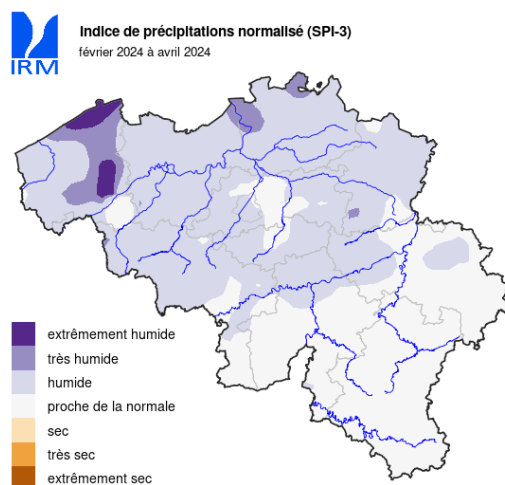 Indice de précipitations normalisé (SPI-3)
février 2024 à avril 2024
IRM
extrêmement humide
très humide
humide
proche de la normale
sec
très sec
extrêmement sec